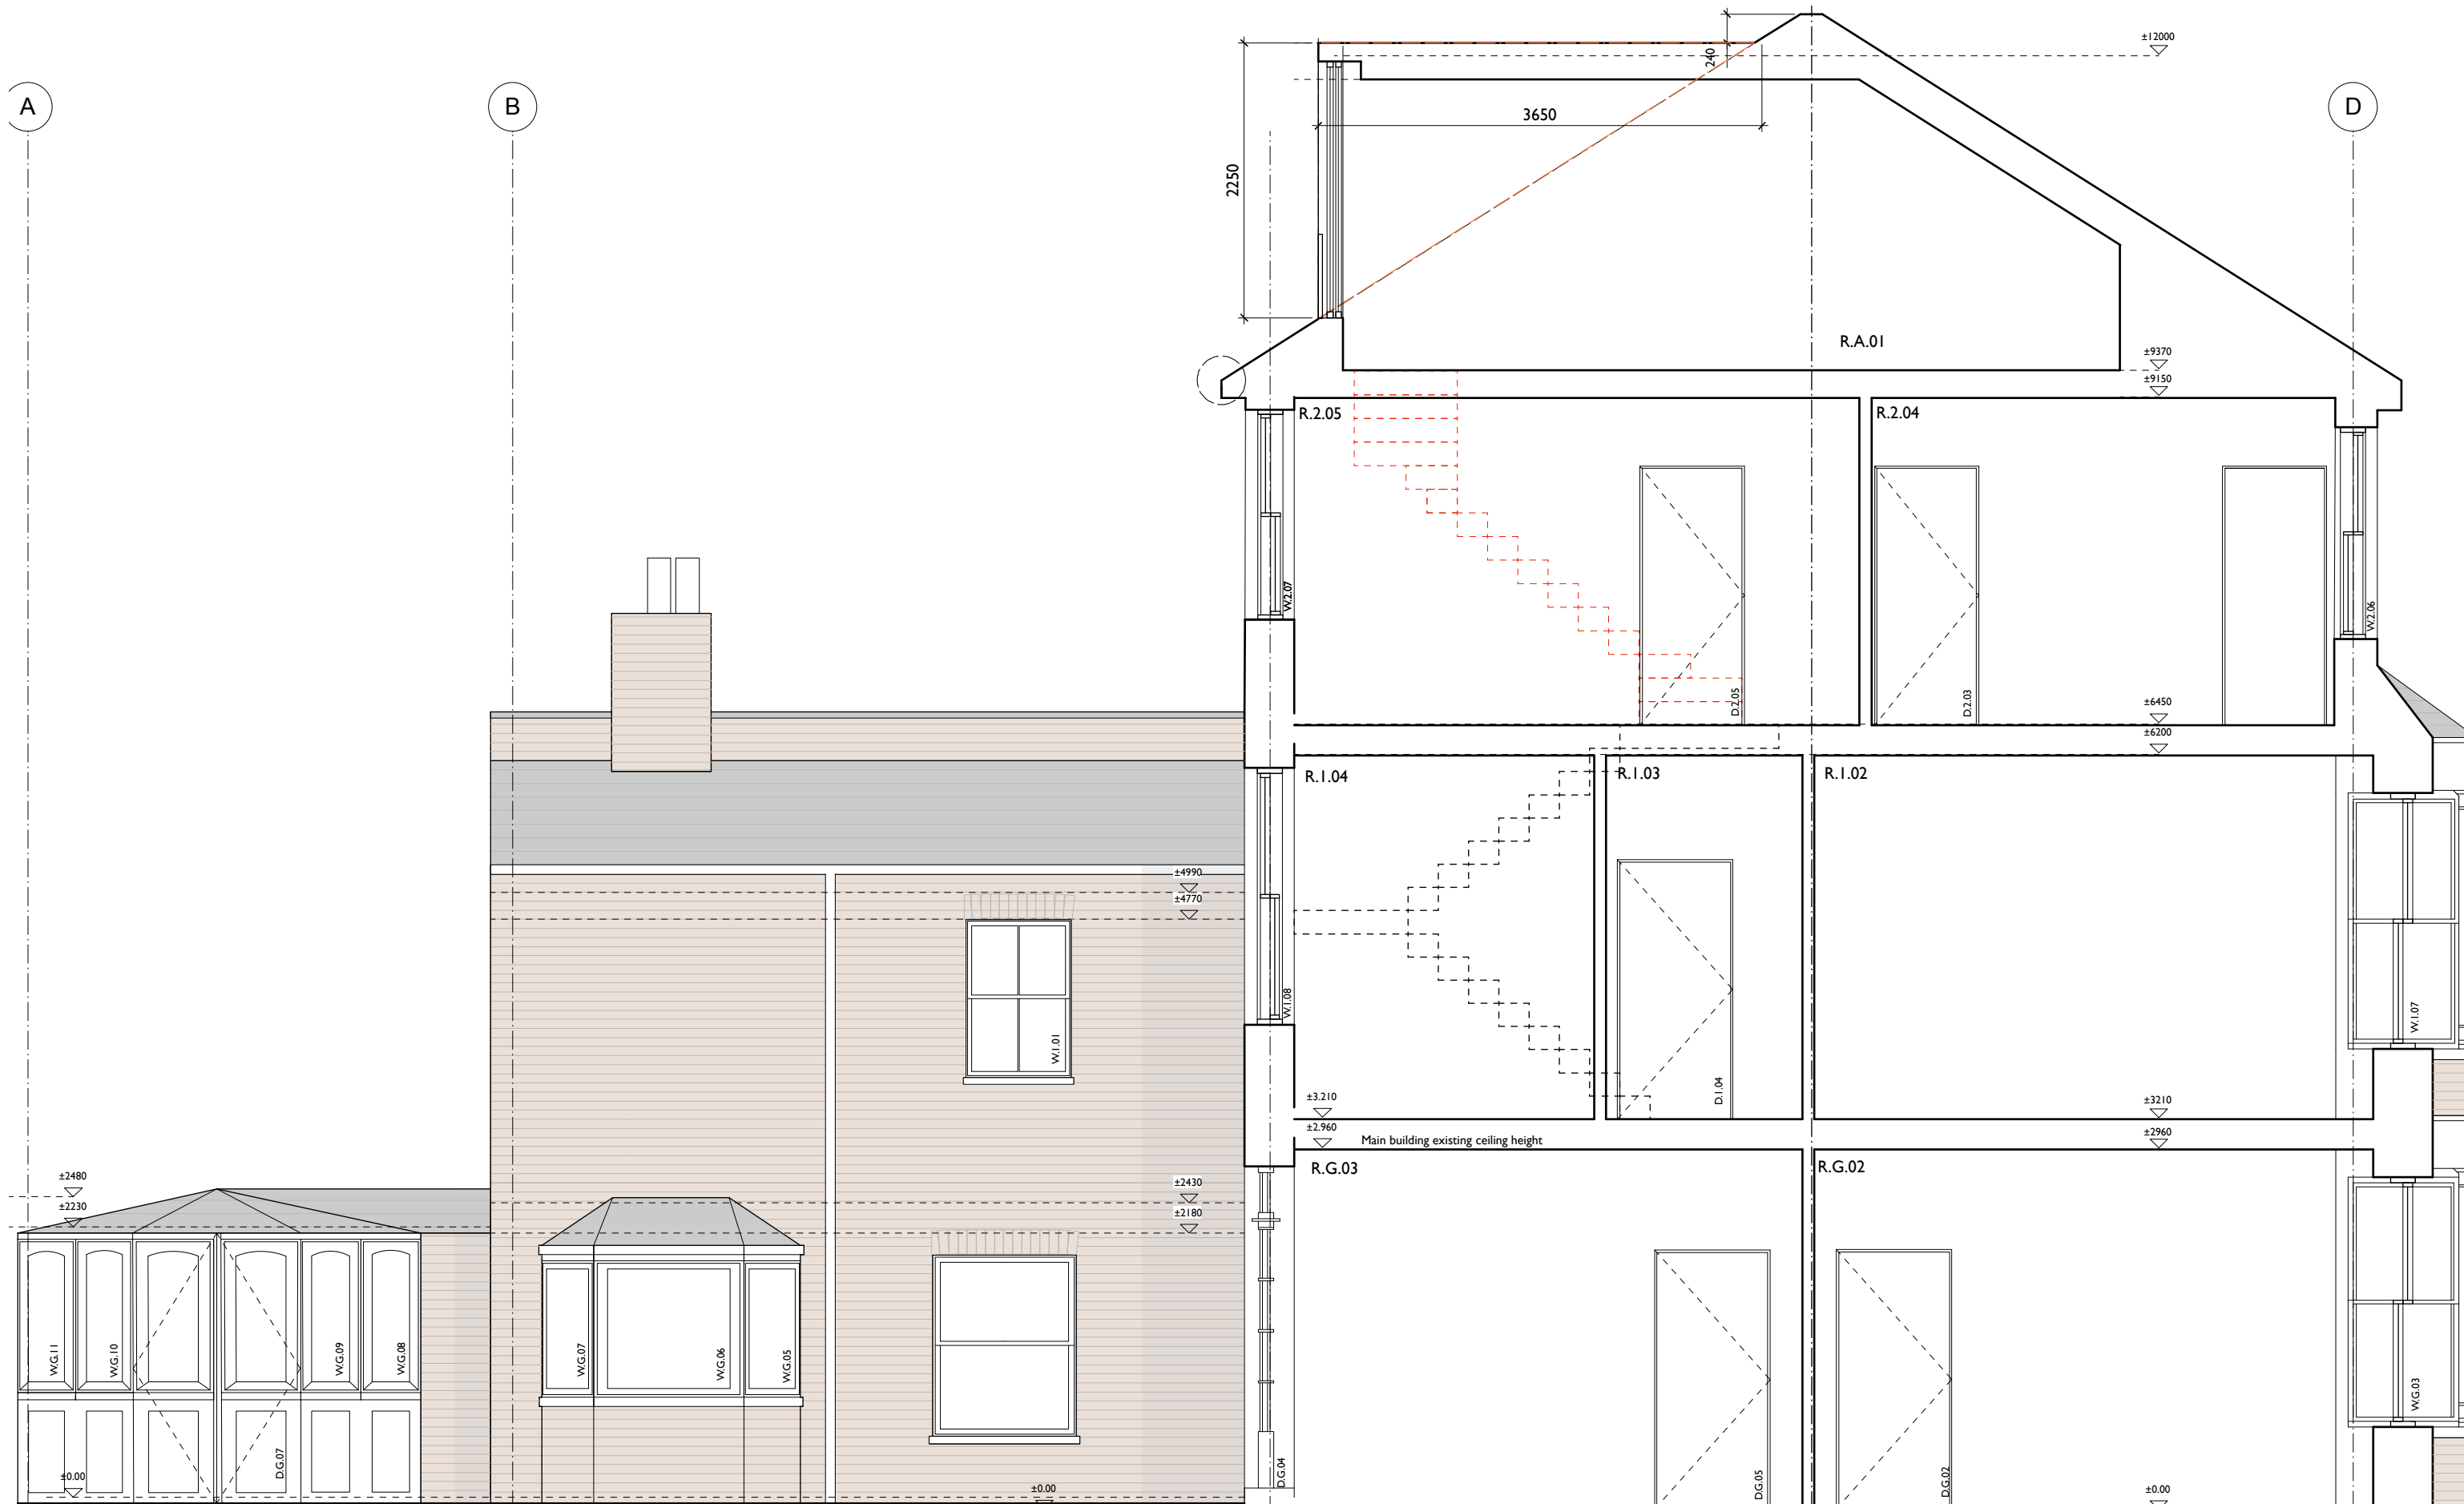 ±12000
240
A
B
D
3650
2250
R.A.01
±9370
±9150
R.2.05
R.2.04
W.2.07
W.2.06
D.2.05
D.2.03
±6450
±6200
R.1.04
R.1.03
R.1.02
±4990
±4770
W.1.01
W.1.08
W.1.07
D.1.04
±3.210
±3210
±2.960
Main building existing ceiling height
±2960
R.G.03
R.G.02
±2480
±2430
±2230
±2180
W.G.11
W.G.10
W.G.09
W.G.08
W.G.07
W.G.06
W.G.05
W.G.03
D.G.07
D.G.04
D.G.05
D.G.02
±0.00
±0.00
±0.00